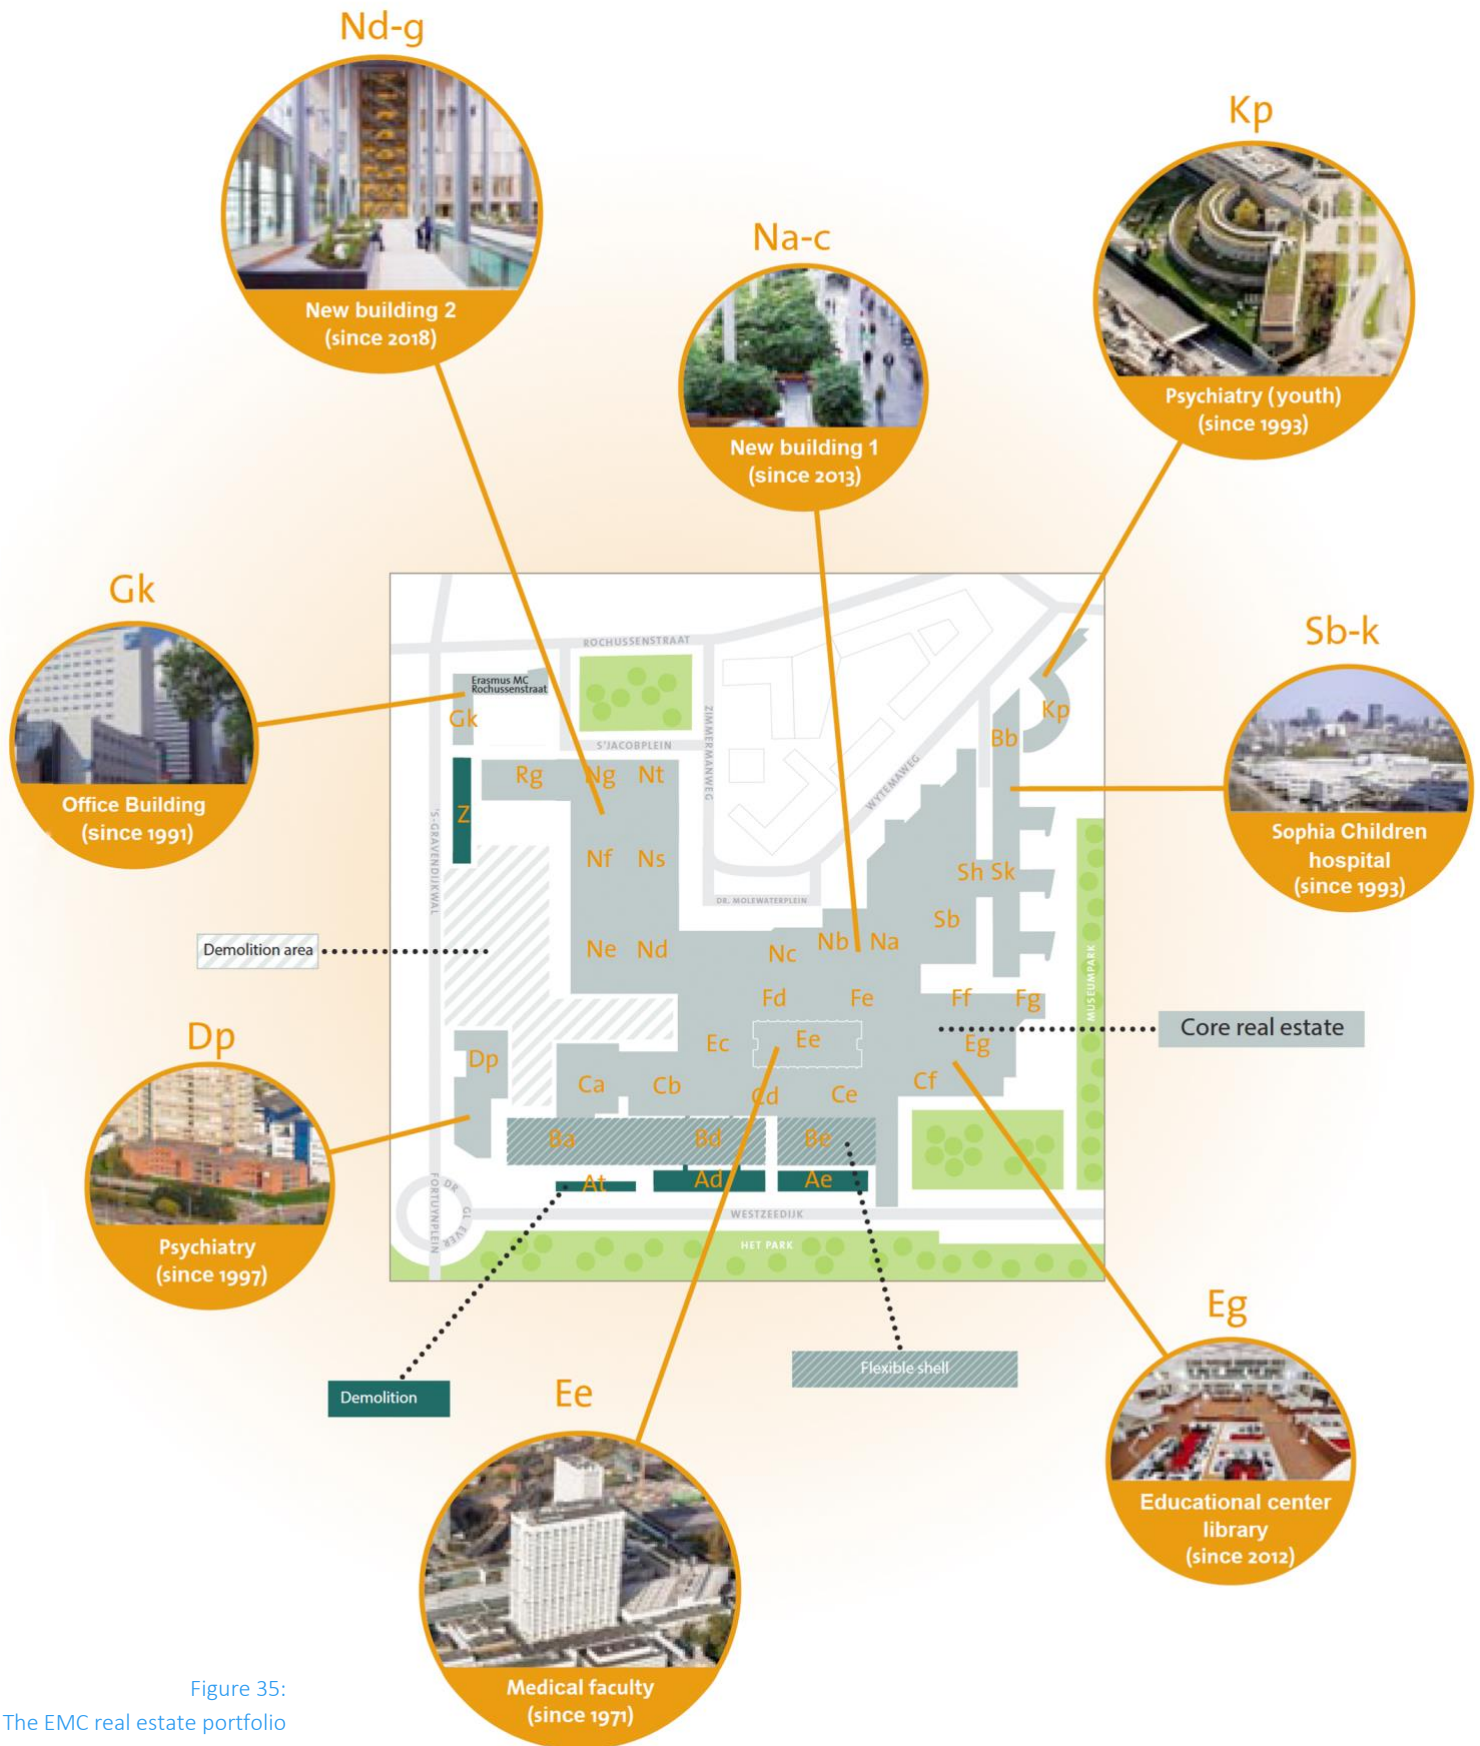 Nd-g
New building 2
(since 2018)
Kp
Psychiatry (youth)
(since 1993)
Na-c
New building 1
(since 2013)
Gk
Office Building
(since 1991)
Sb-k
Sophia Children
hospital
(since 1993)
ROCHUSSENSTRAAT
Erasmus MC
Rochussenstraat
Gk
Kp
ZIMMERMANWEG
Bb
S'JACOBPLEIN
WYTEMAWEG
Rg Ng Nt
Z
'S-GRAVENDIJKWAL
Nf Ns
Sh Sk
DR. MOLEWATERPLEIN
Sb
Demolition area
Ne Nd
Nc Nb Na
MUSEUMPARK
Fd Fe Ff Fg
Core real estate
Ec Ee Eg
Dp
Dp
Ca Cb Cd Ce Cf
Ba Bd Be
At Ad Ae
DR
FORTUYNPLEIN
GL EVER
WESTZEEDIJK
HET PARK
Psychiatry
(since 1997)
Demolition
Flexible shell
Eg
Educational center
library
(since 2012)
Ee
Medical faculty
(since 1971)
Figure 35:
The EMC real estate portfolio